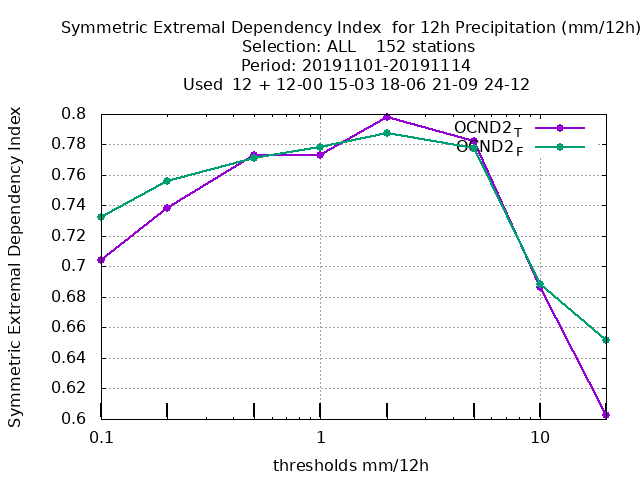 Symmetric Extremal Dependency Index  for 12h Precipitation (mm/12h)
Selection: ALL    152 stations
Period: 20191101-20191114
Used  12 + 12-00 15-03 18-06 21-09 24-12
Symmetric Extremal Dependency Index
0.8
0.78
0.76
0.74
0.72
0.7
0.68
0.66
0.64
0.62
0.6
OCND2T
OCND2F
0.1
1
10
thresholds mm/12h